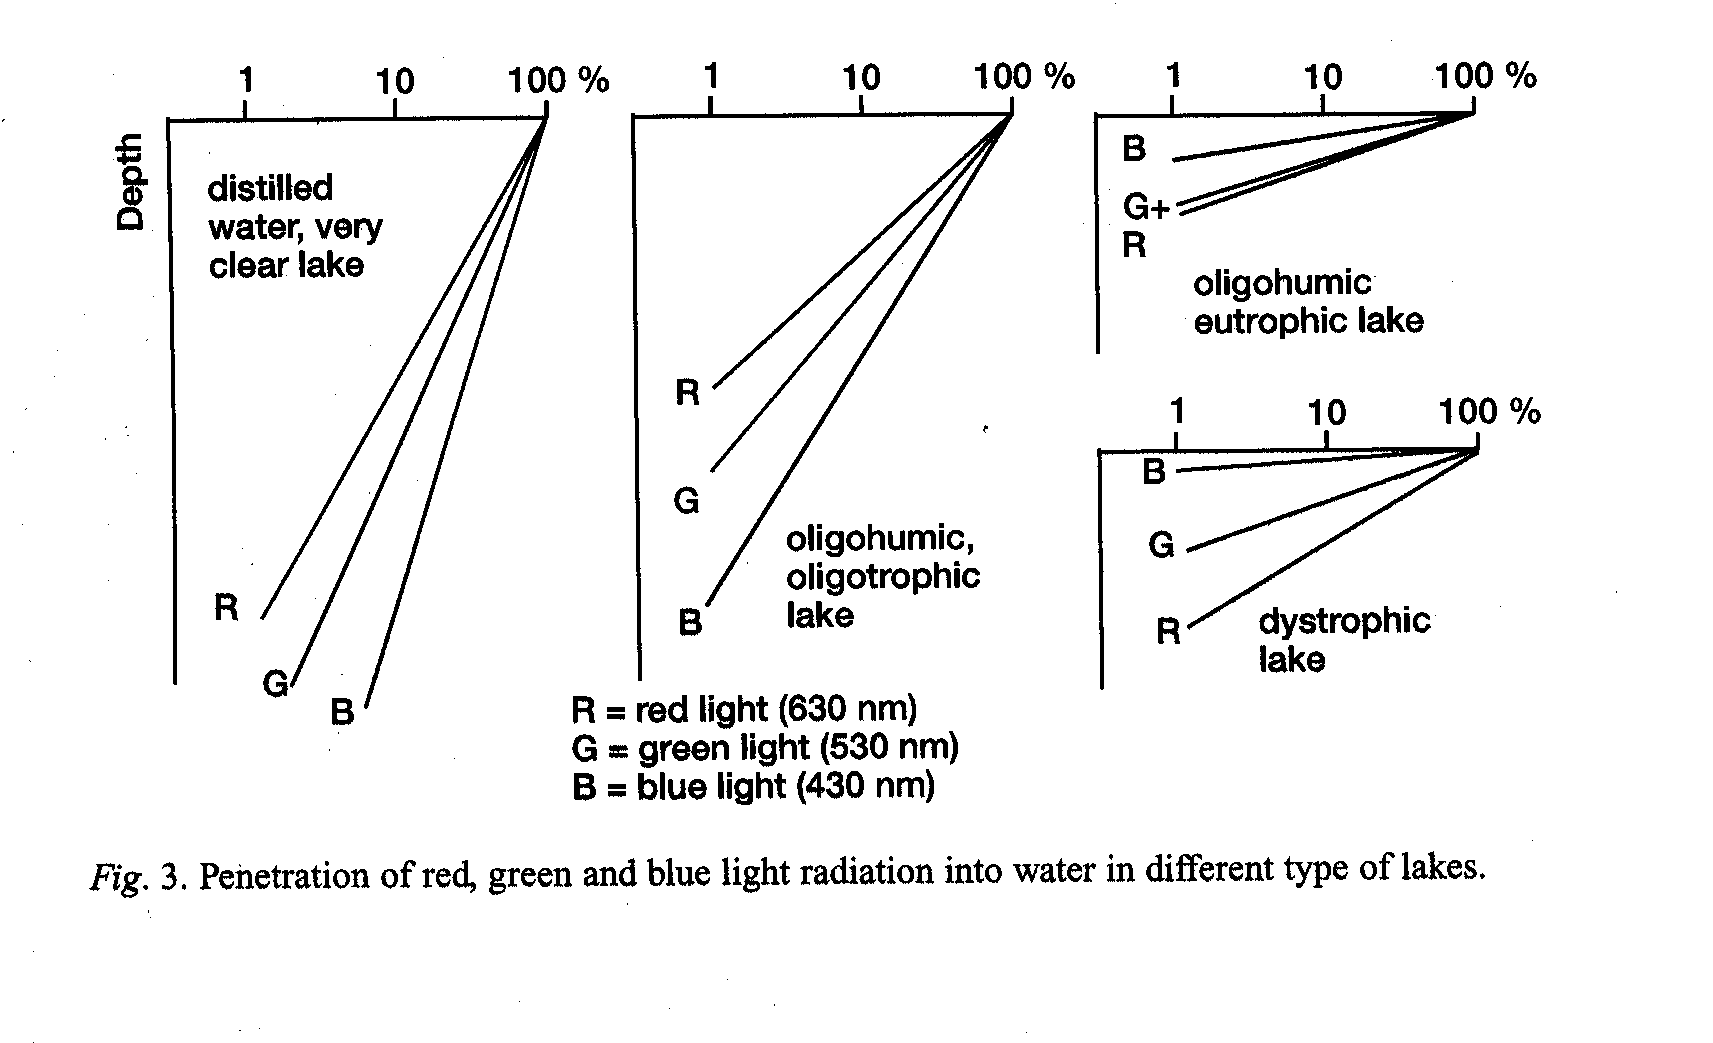 1 10 100 %
Depth
distilled
water, very
clear lake
R
G
B
1 10 100 %
R
G
B
oligohumic,
oligotrophic
lake
1 10 100 %
B
G+
R
oligohumic
eutrophic lake
1 10 100 %
B
G
R
dystrophic
lake
R = red light (630 nm)
G = green light (530 nm)
B = blue light (430 nm)
Fig. 3. Penetration of red, green and blue light radiation into water in different type of lakes.